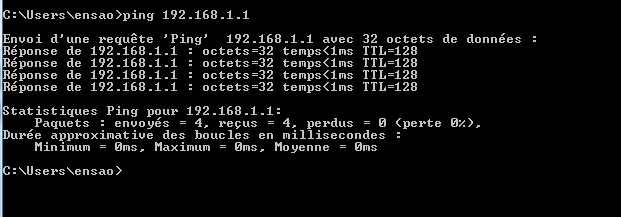 C:\Users\ensao>ping 192.168.1.1
Envoi d'une requête 'Ping'  192.168.1.1 avec 32 octets de données :
Réponse de 192.168.1.1 : octets=32 temps<1ms TTL=128
Réponse de 192.168.1.1 : octets=32 temps<1ms TTL=128
Réponse de 192.168.1.1 : octets=32 temps<1ms TTL=128
Réponse de 192.168.1.1 : octets=32 temps<1ms TTL=128
Statistiques Ping pour 192.168.1.1:
    Paquets : envoyés = 4, reçus = 4, perdus = 0 (perte 0%),
Durée approximative des boucles en millisecondes :
    Minimum = 0ms, Maximum = 0ms, Moyenne = 0ms
C:\Users\ensao>